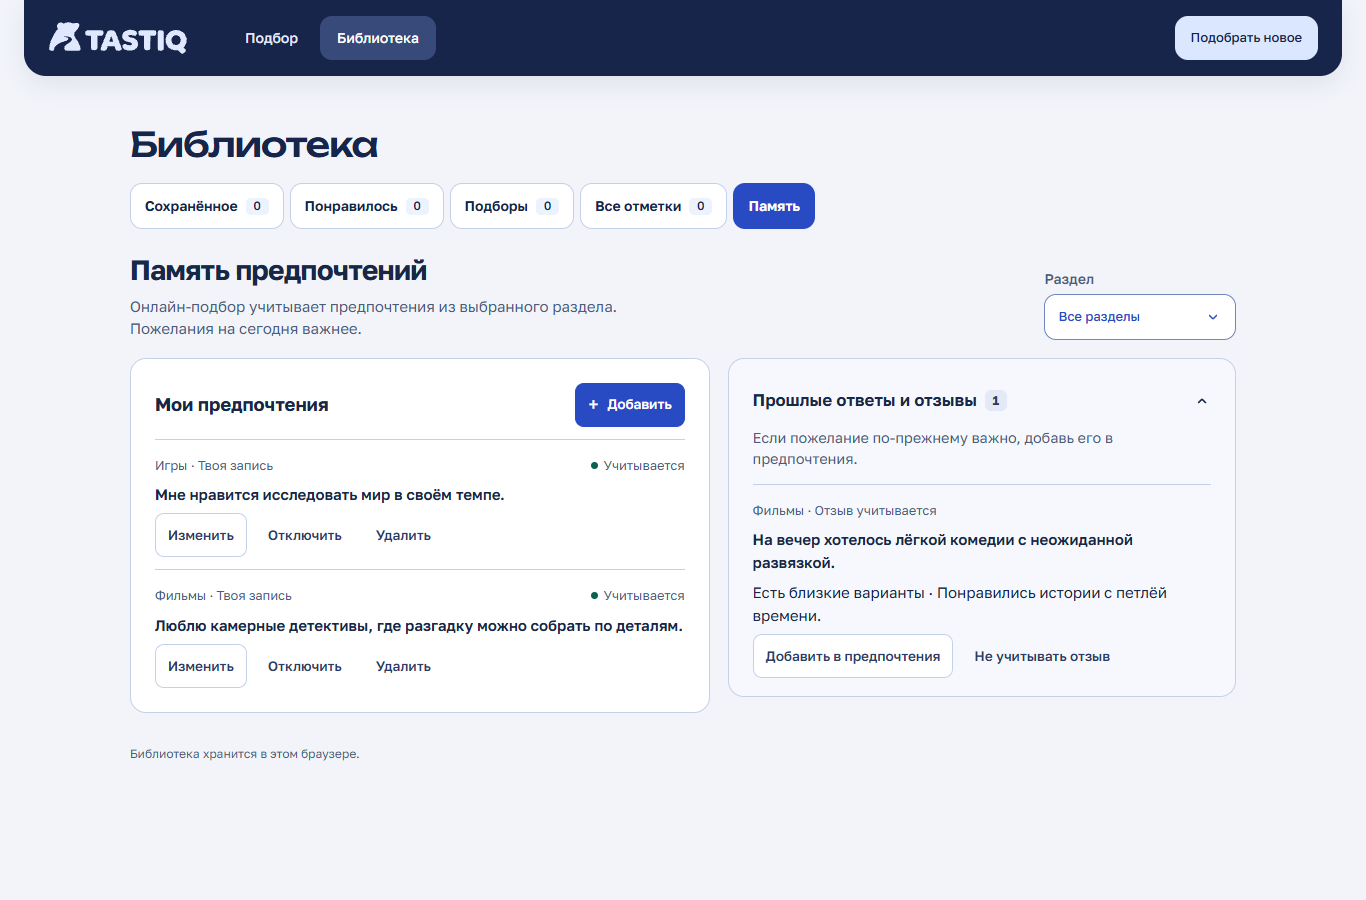 TASTIQ
Подбор
Библиотека
Подобрать новое
Библиотека
Сохранённое 0
Понравилось 0
Подборы 0
Все отметки 0
Память
Память предпочтений
Онлайн-подбор учитывает предпочтения из выбранного раздела.
Пожелания на сегодня важнее.
Раздел
Все разделы
Мои предпочтения
+ Добавить
Игры · Твоя запись
Учитывается
Мне нравится исследовать мир в своём темпе.
Изменить
Отключить
Удалить
Фильмы · Твоя запись
Учитывается
Люблю камерные детективы, где разгадку можно собрать по деталям.
Изменить
Отключить
Удалить
Прошлые ответы и отзывы 1
Если пожелание по-прежнему важно, добавь его в
предпочтения.
Фильмы · Отзыв учитывается
На вечер хотелось лёгкой комедии с неожиданной
развязкой.
Есть близкие варианты · Понравились истории с петлёй
времени.
Добавить в предпочтения
Не учитывать отзыв
Библиотека хранится в этом браузере.